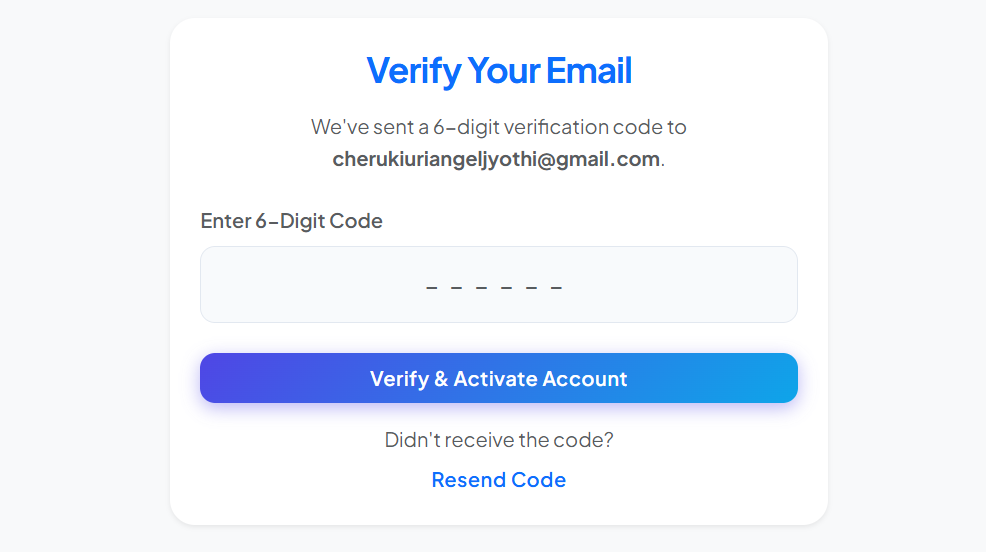 Verify Your Email
We've sent a 6-digit verification code to
cherukiuriangeljyothi@gmail.com.
Enter 6-Digit Code
- - - - - -
Verify & Activate Account
Didn't receive the code?
Resend Code